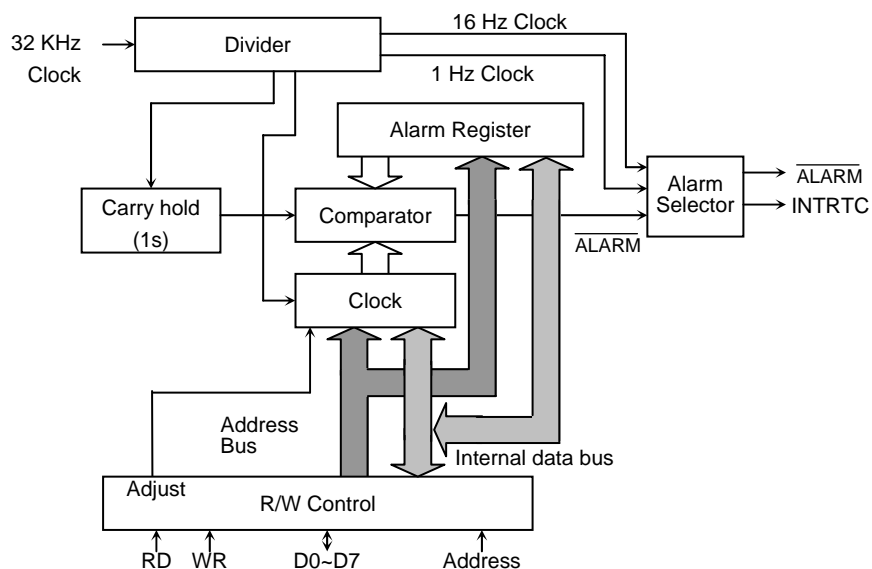 16 Hz Clock
32 KHz
Clock
Divider
1 Hz Clock
Alarm Register
Carry hold
(1s)
Comparator
Alarm
Selector
ALARM
INTRTC
ALARM
Clock
Address
Bus
Internal data bus
Adjust
R/W Control
RD
WR
D0~D7
Address